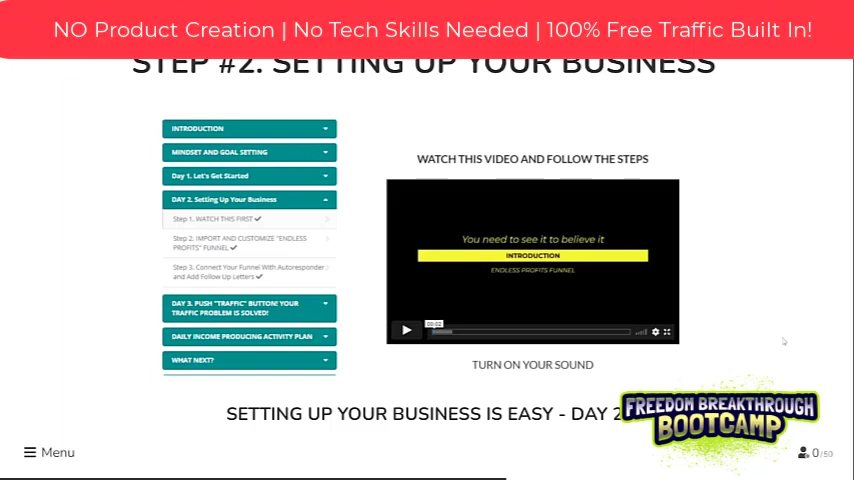 NO Product Creation | No Tech Skills Needed | 100% Free Traffic Built In!
STEP #2. SETTING UP YOUR BUSINESS
INTRODUCTION
MINDSET AND GOAL SETTING
Day 1. Let's Get Started
DAY 2. Setting Up Your Business
Step 1. WATCH THIS FIRST ✔
Step 2. IMPORT AND CUSTOMIZE "ENDLESS
PROFITS" FUNNEL ✔
Step 3. Connect Your Funnel With Autoresponder
and Add Follow Up Letters ✔
DAY 3. PUSH "TRAFFIC" BUTTON! YOUR
TRAFFIC PROBLEM IS SOLVED!
DAILY INCOME PRODUCING ACTIVITY PLAN
WHAT NEXT?
WATCH THIS VIDEO AND FOLLOW THE STEPS
You need to see it to believe it
INTRODUCTION
ENDLESS PROFITS FUNNEL
00:02
TURN ON YOUR SOUND
SETTING UP YOUR BUSINESS IS EASY - DAY 2
FREEDOM BREAKTHROUGH
BOOTCAMP
Menu
0/50